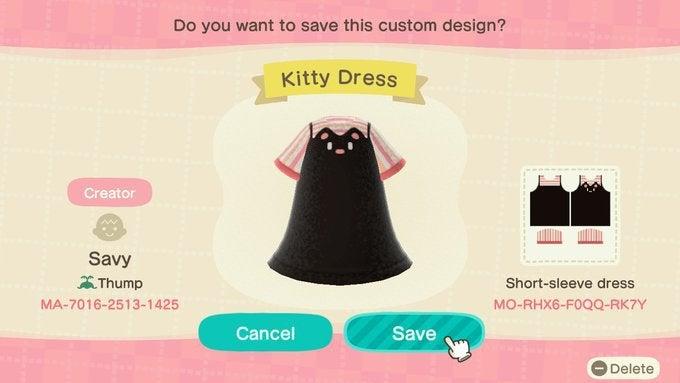 Do you want to save this custom design?
Kitty Dress
Creator
Savy
Thump
MA-7016-2513-1425
Short-sleeve dress
MO-RHX6-F0QQ-RK7Y
Cancel
Save
Delete